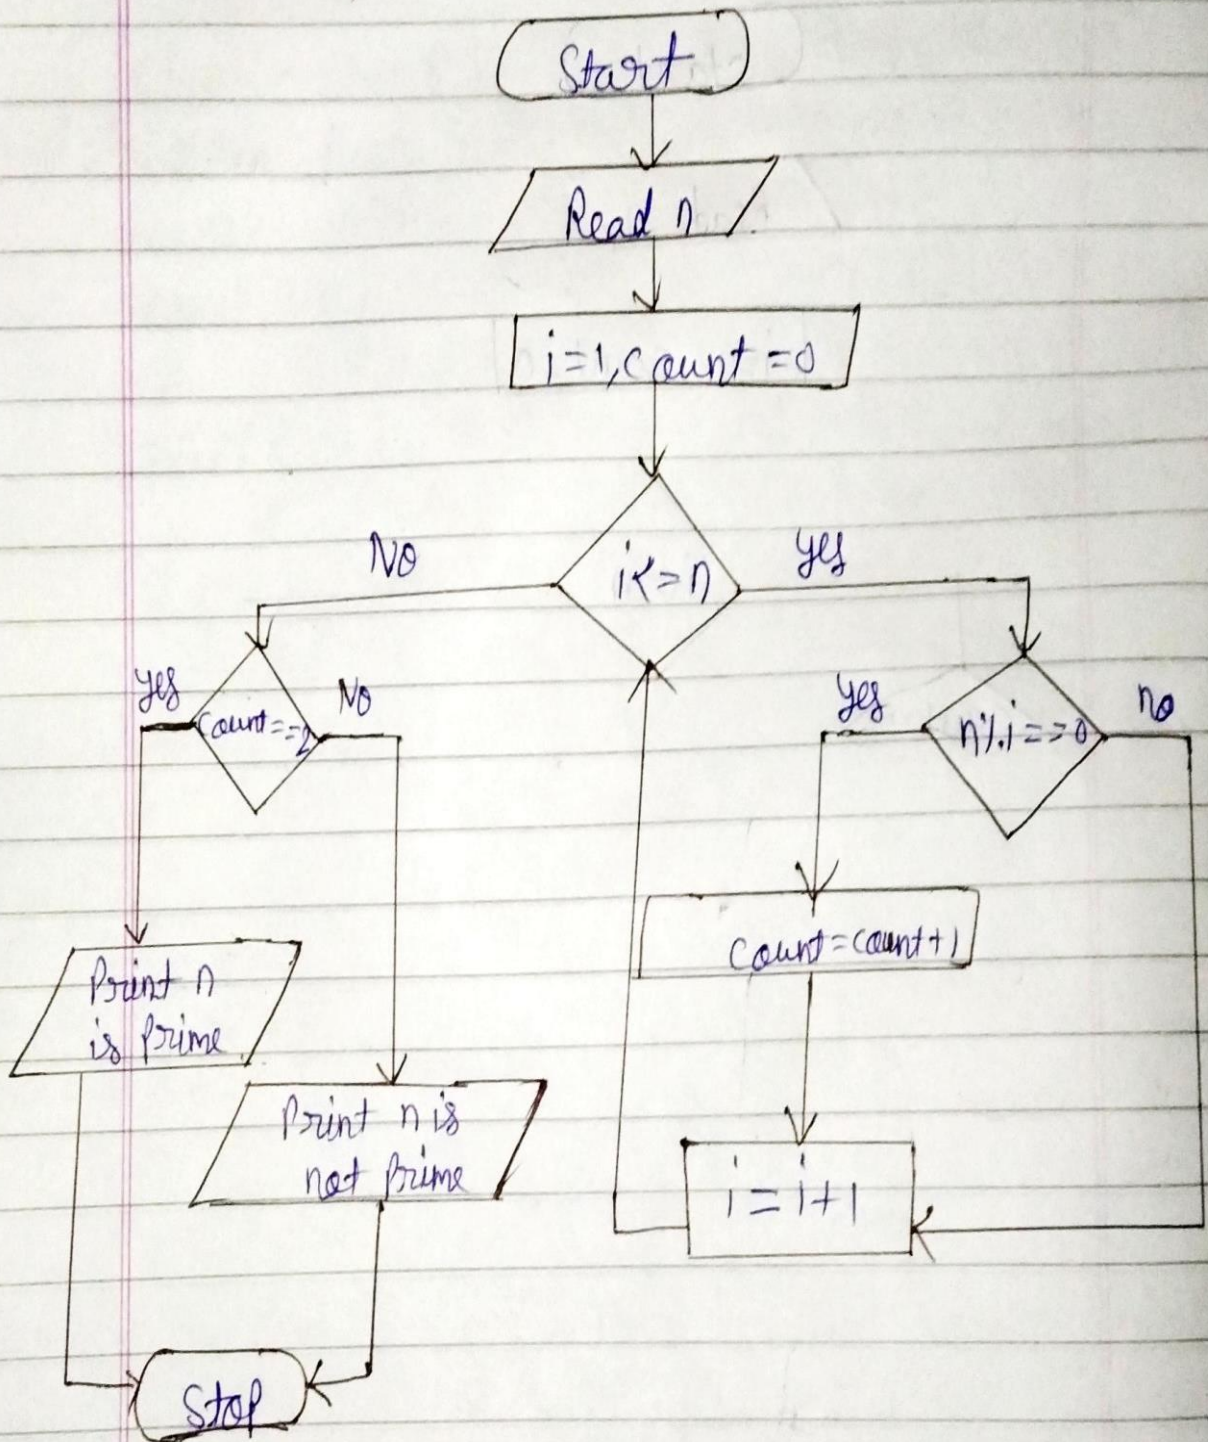 Start
Read n
i=1, count=0
i<=n
No
yes
yes
count==2
No
yes
n%i==0
no
count=count+1
Print n
is prime
Print n is
not prime
i=i+1
Stop